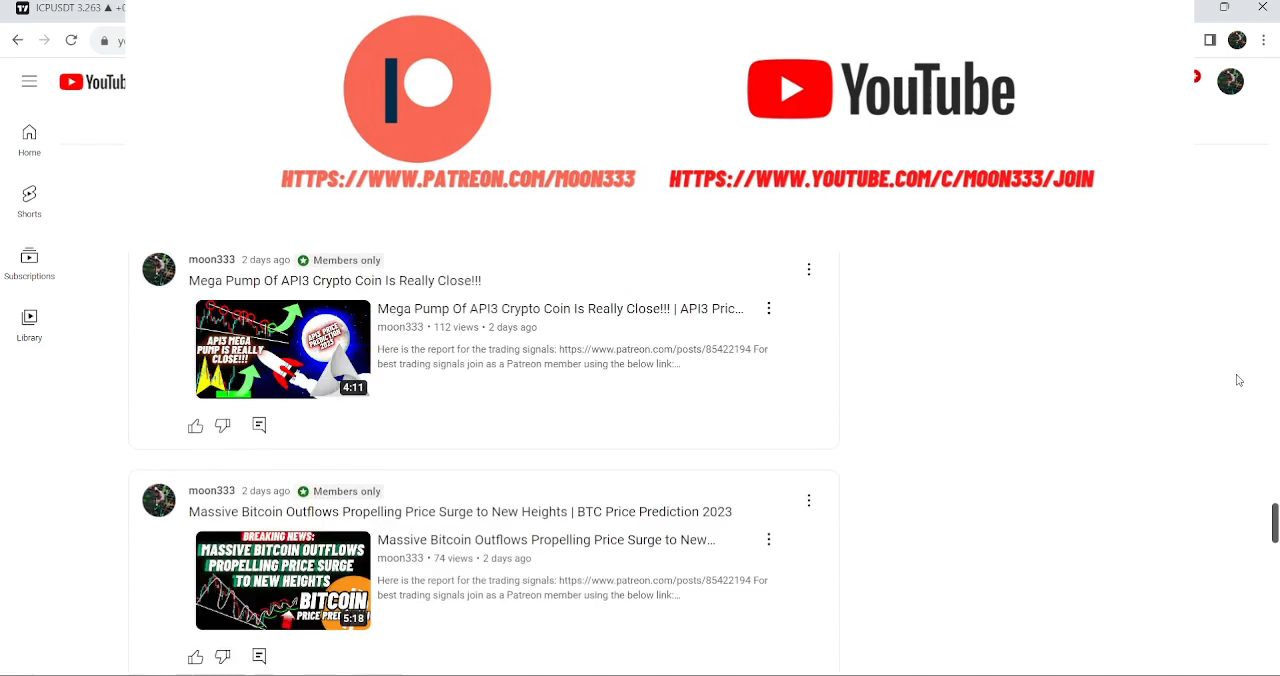 ICPUSDT 3.263 ▲ +0
YouTube
HTTPS://WWW.PATREON.COM/MOON333
HTTPS://WWW.YOUTUBE.COM/C/MOON333/JOIN
YouTub
Home
Shorts
Subscriptions
Library
moon333 2 days ago Members only
Mega Pump Of API3 Crypto Coin Is Really Close!!!
API3 MEGA
PUMP IS REALLY
CLOSE!!!
API3 PRICE
PREDICTION
2023
4:11
Mega Pump Of API3 Crypto Coin Is Really Close!!! | API3 Pric...
moon333 • 112 views • 2 days ago
Here is the report for the trading signals: https://www.patreon.com/posts/85422194 For
best trading signals join as a Patreon member using the below link:...
moon333 2 days ago Members only
Massive Bitcoin Outflows Propelling Price Surge to New Heights | BTC Price Prediction 2023
BREAKING NEWS:
MASSIVE BITCOIN OUTFLOWS
PROPELLING PRICE SURGE
TO NEW HEIGHTS
BITCOIN
PRICE PRE
5:18
Massive Bitcoin Outflows Propelling Price Surge to New...
moon333 • 74 views • 2 days ago
Here is the report for the trading signals: https://www.patreon.com/posts/85422194 For
best trading signals join as a Patreon member using the below link:...